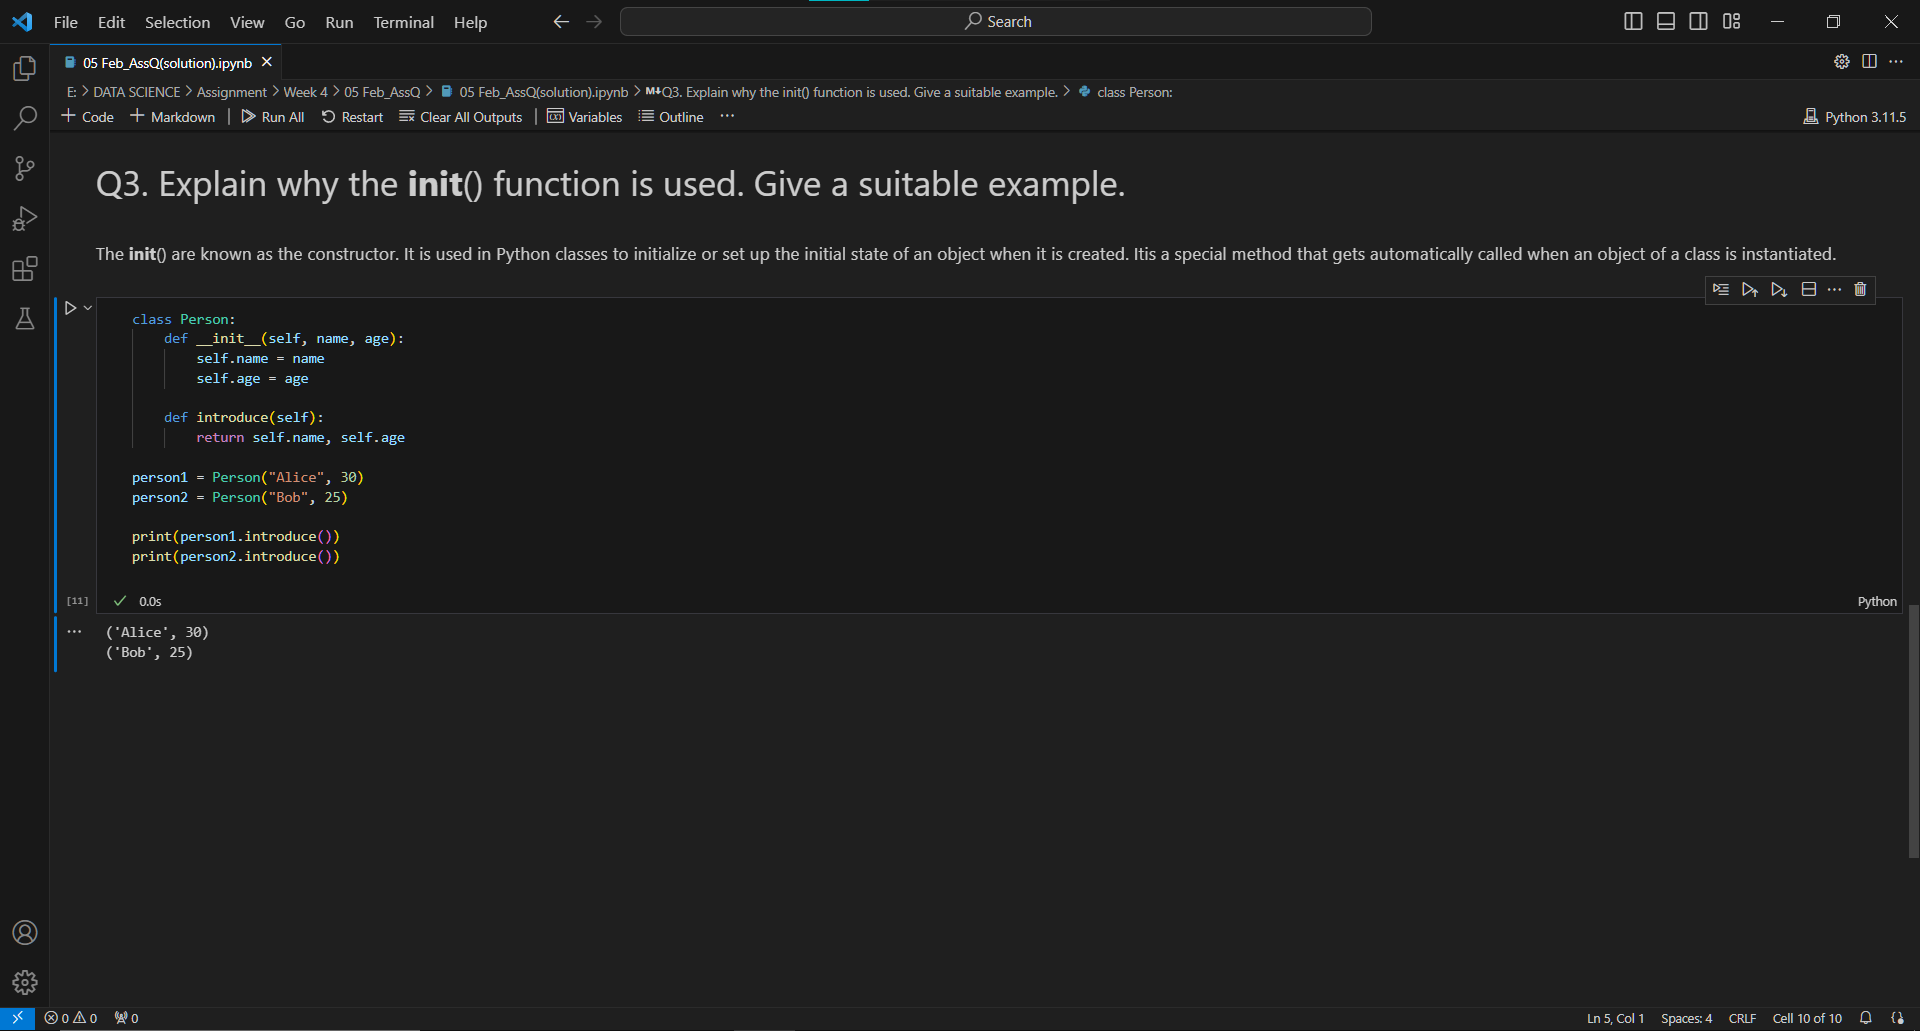 File Edit Selection View Go Run Terminal Help Search
05 Feb_AssQ(solution).ipynb
E: > DATA SCIENCE > Assignment > Week 4 > 05 Feb_AssQ > 05 Feb_AssQ(solution).ipynb > M↓Q3. Explain why the init() function is used. Give a suitable example. > class Person:
+ Code + Markdown | Run All Restart Clear All Outputs | Variables Outline ··· Python 3.11.5
Q3. Explain why the init() function is used. Give a suitable example.
The init() are known as the constructor. It is used in Python classes to initialize or set up the initial state of an object when it is created. Itis a special method that gets automatically called when an object of a class is instantiated.
class Person:
    def __init__(self, name, age):
        self.name = name
        self.age = age
    def introduce(self):
        return self.name, self.age
person1 = Person("Alice", 30)
person2 = Person("Bob", 25)
print(person1.introduce())
print(person2.introduce())
[11] ✓ 0.0s Python
··· ('Alice', 30)
('Bob', 25)
0 0 0 Ln 5, Col 1 Spaces: 4 CRLF Cell 10 of 10